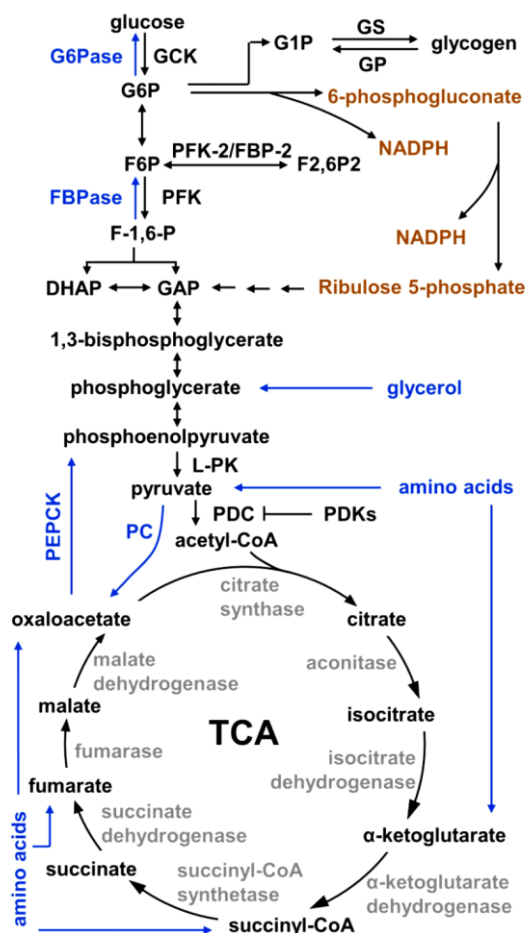 glucose
G6Pase
GCK
G1P
GS
GP
glycogen
G6P
6-phosphogluconate
NADPH
PFK-2/FBP-2
F6P
F2,6P2
FBPase
PFK
NADPH
F-1,6-P
DHAP
GAP
Ribulose 5-phosphate
1,3-bisphosphoglycerate
phosphoglycerate
glycerol
phosphoenolpyruvate
L-PK
pyruvate
amino acids
PEPCK
PC
PDC
PDKs
acetyl-CoA
citrate
synthase
oxaloacetate
citrate
malate
dehydrogenase
aconitase
malate
isocitrate
TCA
fumarase
isocitrate
dehydrogenase
fumarate
succinate
dehydrogenase
α-ketoglutarate
amino acids
succinate
succinyl-CoA
synthetase
α-ketoglutarate
dehydrogenase
succinyl-CoA